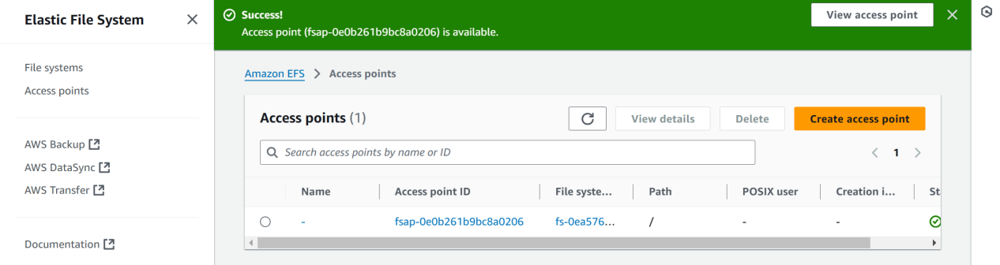 Elastic File System
Success!
View access point
Access point (fsap-0e0b261b9bc8a0206) is available.
File systems
Access points
AWS Backup
AWS DataSync
AWS Transfer
Documentation
Amazon EFS > Access points
Access points (1)
View details
Delete
Create access point
Search access points by name or ID
1
Name
Access point ID
File syste...
Path
POSIX user
Creation i...
St
-
fsap-0e0b261b9bc8a0206
fs-0ea576...
/
-
-